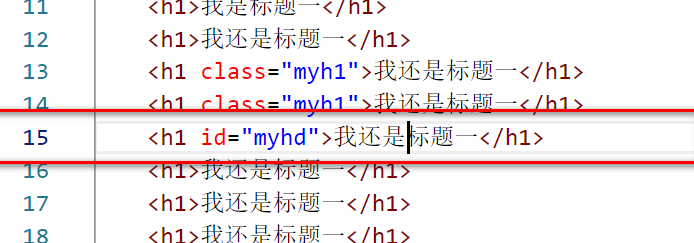 11 <h1>我是标题一</h1>
12 <h1>我还是标题一</h1>
13 <h1 class="myh1">我还是标题一</h1>
14 <h1 class="myh1">我还是标题一</h1>
15 <h1 id="myhd">我还是标题一</h1>
16 <h1>我还是标题一</h1>
17 <h1>我还是标题一</h1>
18 <h1>我还是标题一</h1>